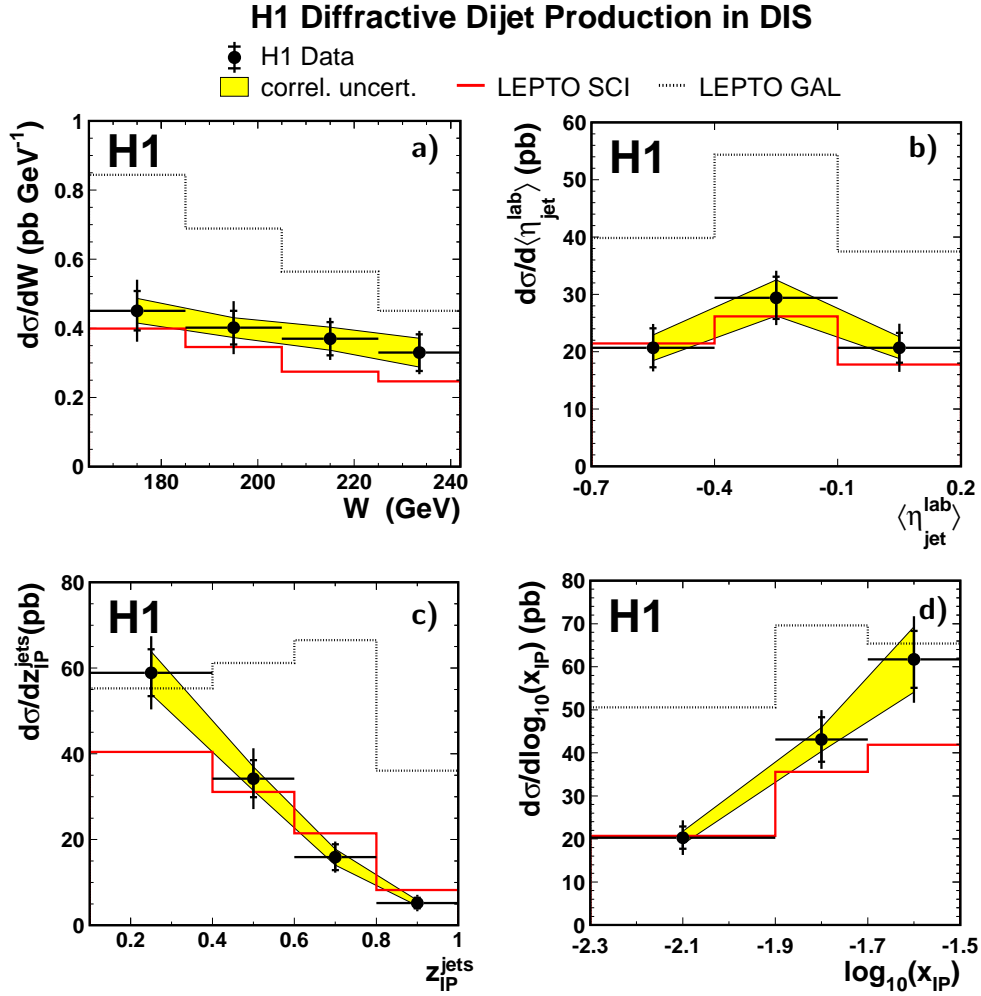 H1 Diffractive Dijet Production in DIS
H1 Data
correl. uncert.
LEPTO SCI
LEPTO GAL
H1
a)
dσ/dW (pb GeV⁻¹)
1
0.8
0.6
0.4
0.2
0
180 200 220 240
W (GeV)
H1
b)
dσ/d⟨η_jet^lab⟩ (pb)
60
50
40
30
20
10
0
-0.7 -0.4 -0.1 0.2
⟨η_jet^lab⟩
H1
c)
dσ/dz_IP^jets(pb)
80
60
40
20
0
0.2 0.4 0.6 0.8 1
z_IP^jets
H1
d)
dσ/dlog₁₀(x_IP) (pb)
80
70
60
50
40
30
20
10
0
-2.3 -2.1 -1.9 -1.7 -1.5
log₁₀(x_IP)